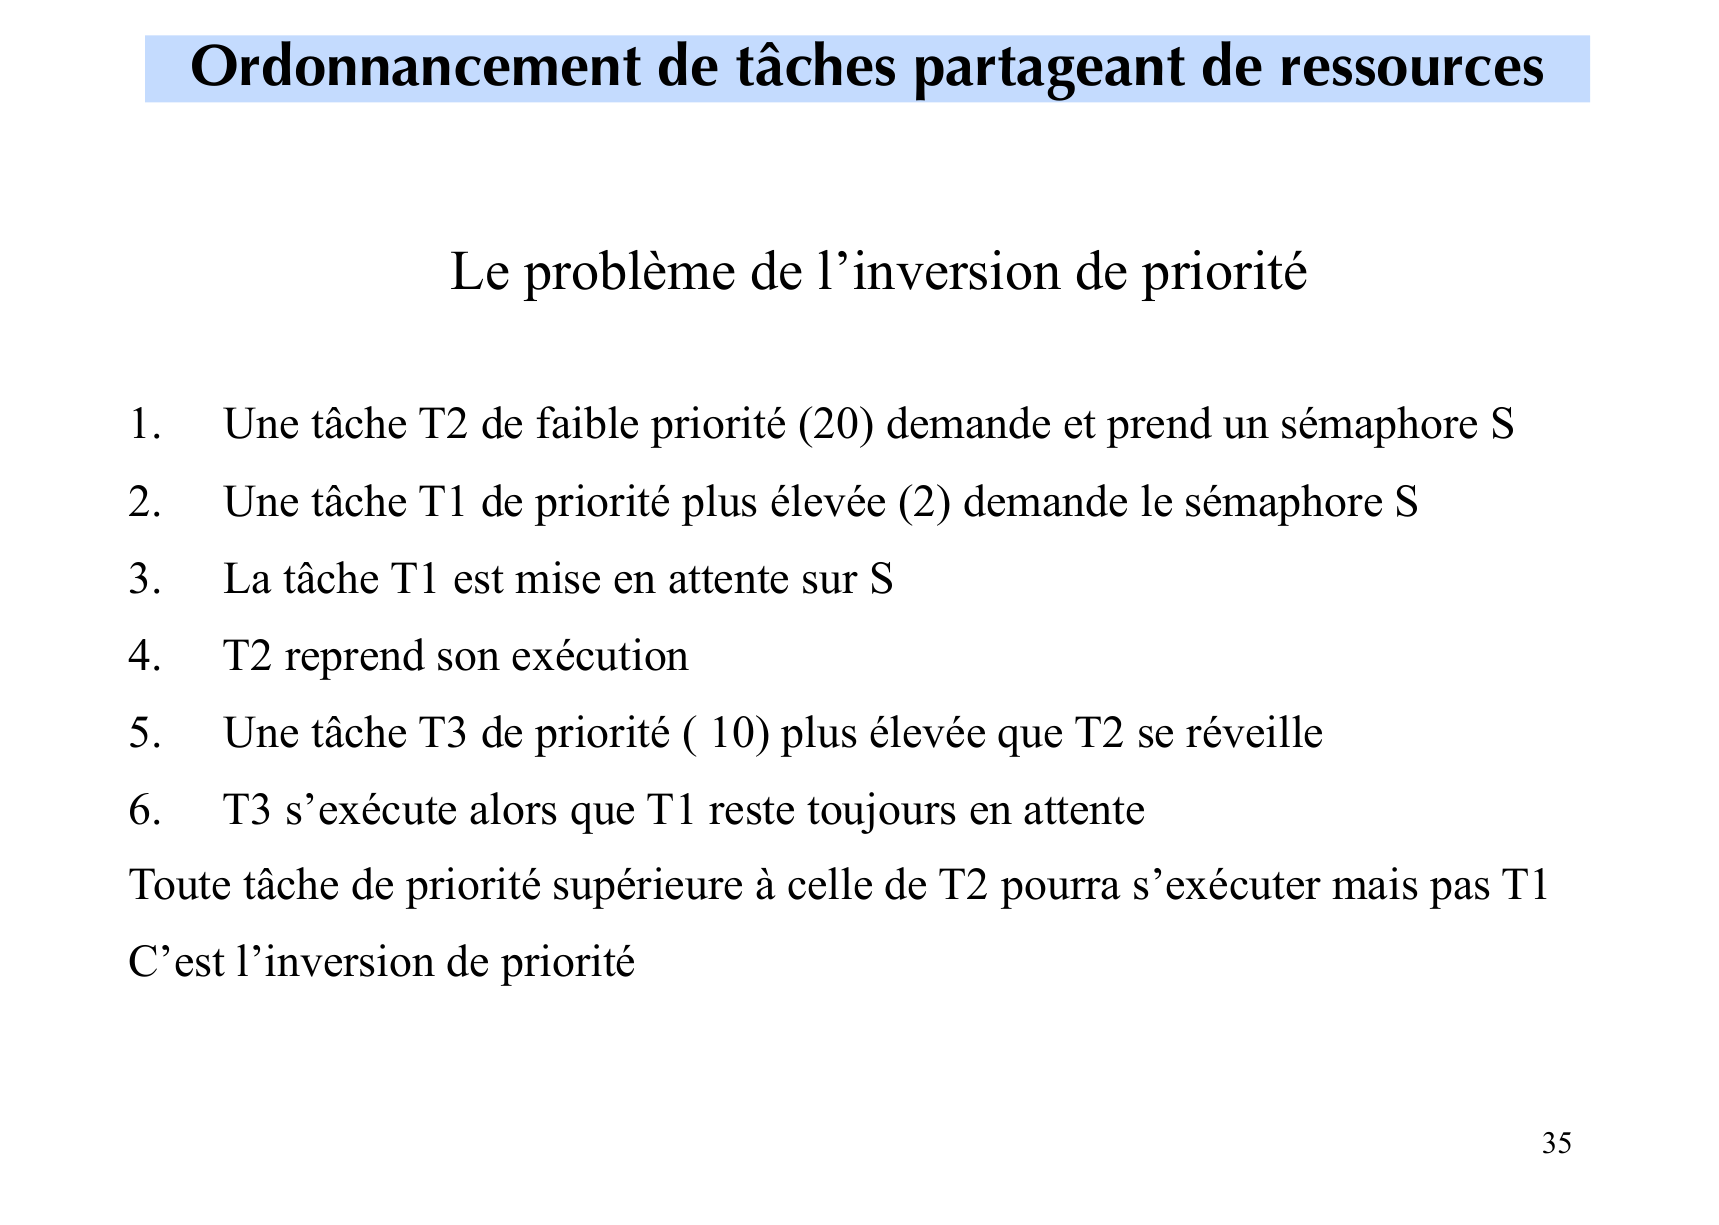 Ordonnancement de tâches partageant de ressources
Le problème de l’inversion de priorité
1. Une tâche T2 de faible priorité (20) demande et prend un sémaphore S
2. Une tâche T1 de priorité plus élevée (2) demande le sémaphore S
3. La tâche T1 est mise en attente sur S
4. T2 reprend son exécution
5. Une tâche T3 de priorité ( 10) plus élevée que T2 se réveille
6. T3 s’exécute alors que T1 reste toujours en attente
Toute tâche de priorité supérieure à celle de T2 pourra s’exécuter mais pas T1
C’est l’inversion de priorité
35